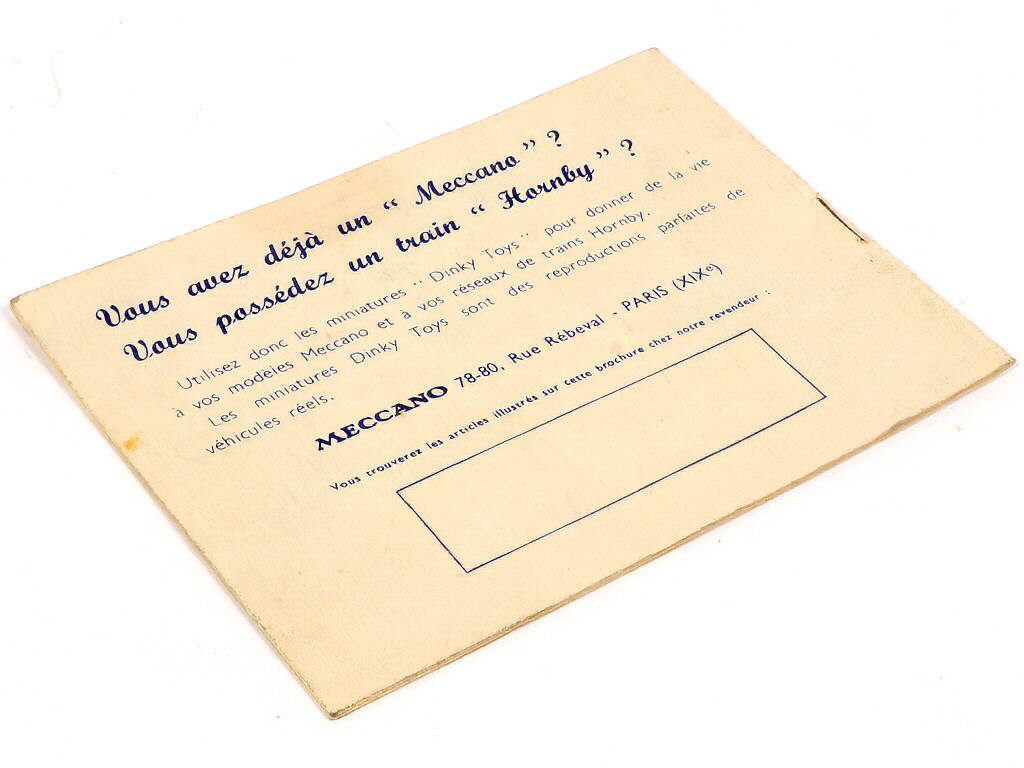 Vous avez déjà un “ Meccano ” ?
Vous possédez un train “ Hornby ” ?
Utilisez donc les miniatures “ Dinky Toys ” pour donner de la vie
à vos modèles Meccano et à vos réseaux de trains Hornby.
Les miniatures Dinky Toys sont des reproductions parfaites de
véhicules réels.
MECCANO 78-80, Rue Rébeval - PARIS (XIXe)
Vous trouverez les articles illustrés sur cette brochure chez notre revendeur :